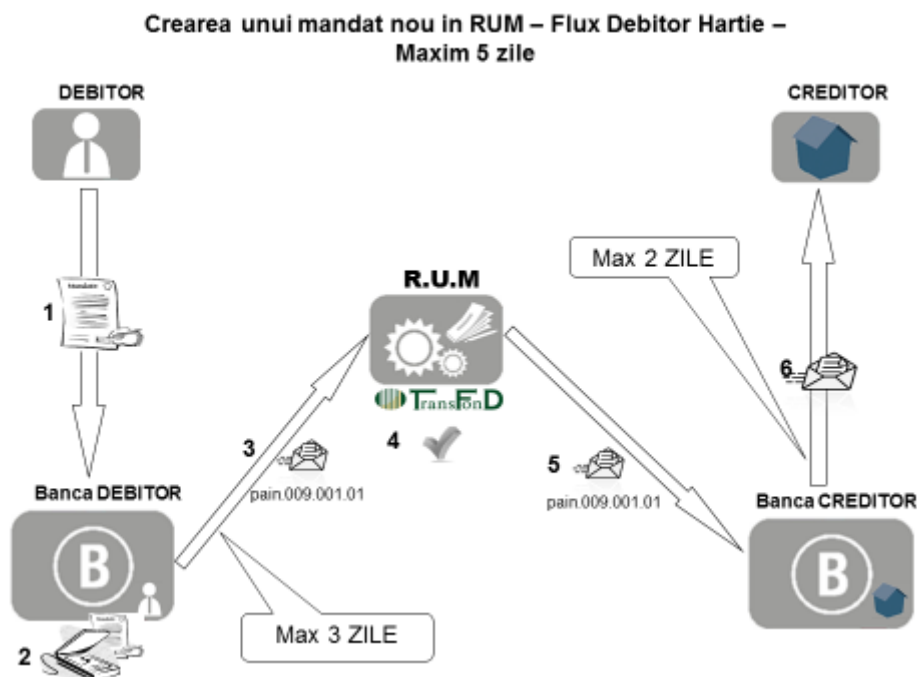 Crearea unui mandat nou in RUM – Flux Debitor Hartie –
Maxim 5 zile
DEBITOR
CREDITOR
Max 2 ZILE
R.U.M
1
Mandate
6
TransFonD
3
4
5
pain.009.001.01
pain.009.001.01
Banca DEBITOR
Banca CREDITOR
B
B
Max 3 ZILE
2